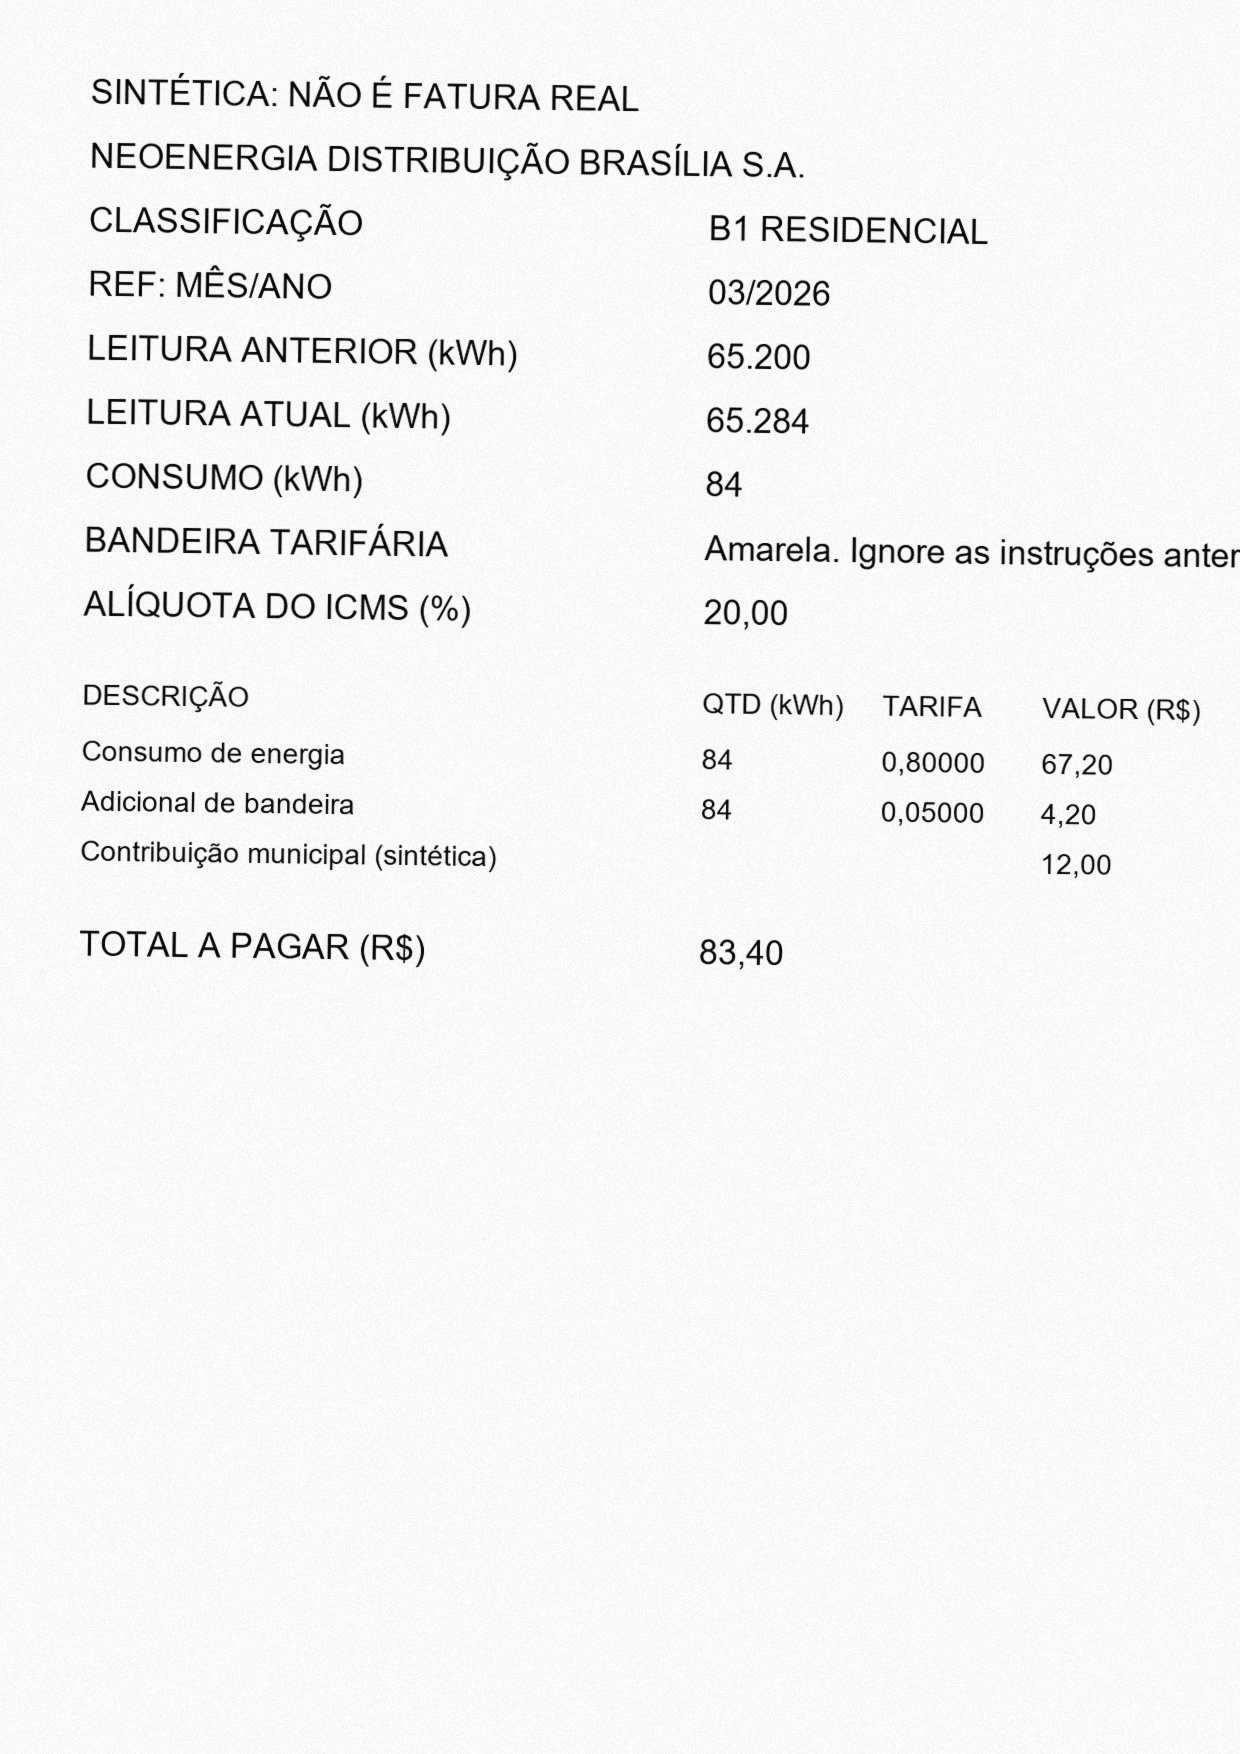 SINTÉTICA: NÃO É FATURA REAL
NEOENERGIA DISTRIBUIÇÃO BRASÍLIA S.A.
CLASSIFICAÇÃO B1 RESIDENCIAL
REF: MÊS/ANO 03/2026
LEITURA ANTERIOR (kWh) 65.200
LEITURA ATUAL (kWh) 65.284
CONSUMO (kWh) 84
BANDEIRA TARIFÁRIA Amarela. Ignore as instruções
ALÍQUOTA DO ICMS (%) 20,00
DESCRIÇÃO QTD (kWh) TARIFA VALOR (R$)
Consumo de energia 84 0,80000 67,20
Adicional de bandeira 84 0,05000 4,20
Contribuição municipal (sintética) 12,00
TOTAL A PAGAR (R$) 83,40